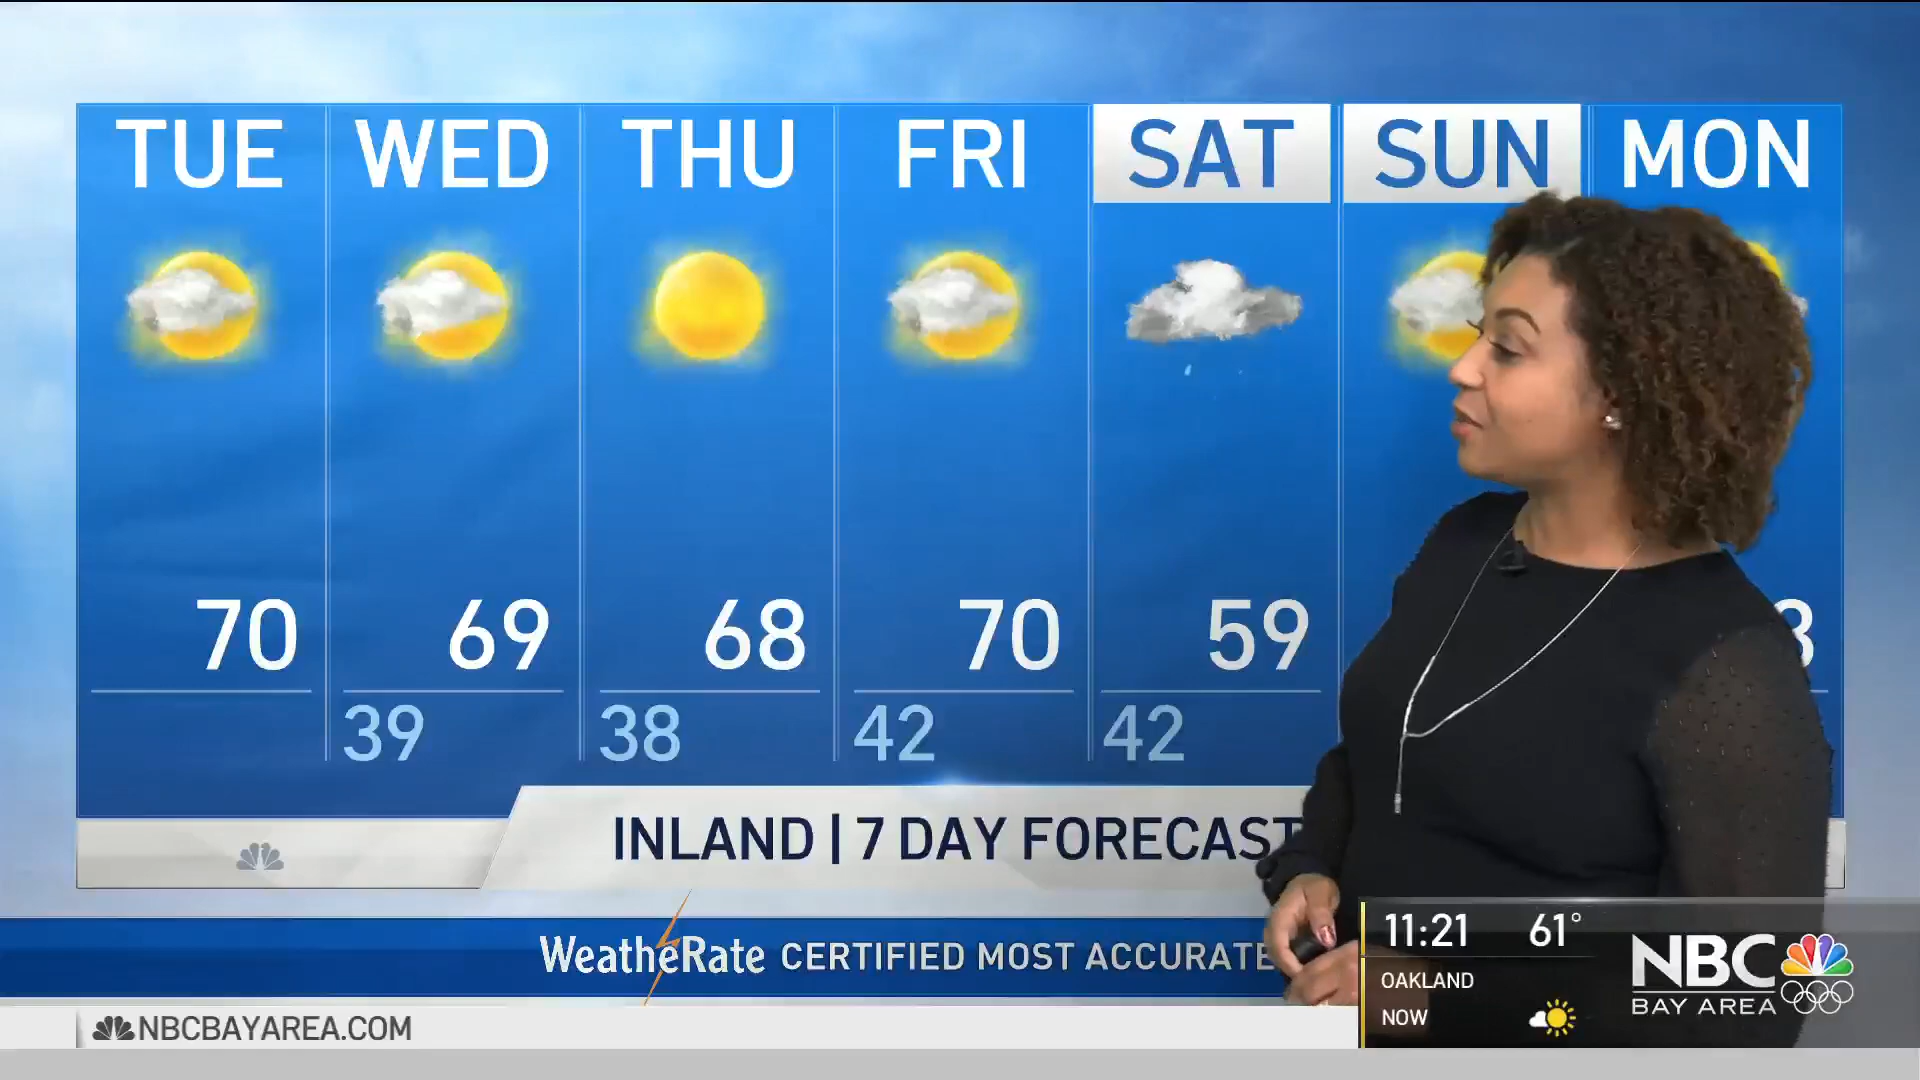 TUE WED THU FRI SAT SUN MON
70 69 68 70 59
39 38 42 42
INLAND | 7 DAY FORECAST
WeatheRate CERTIFIED MOST ACCURATE
11:21 61°
OAKLAND
NOW
NBC
BAY AREA
NBCBAYAREA.COM